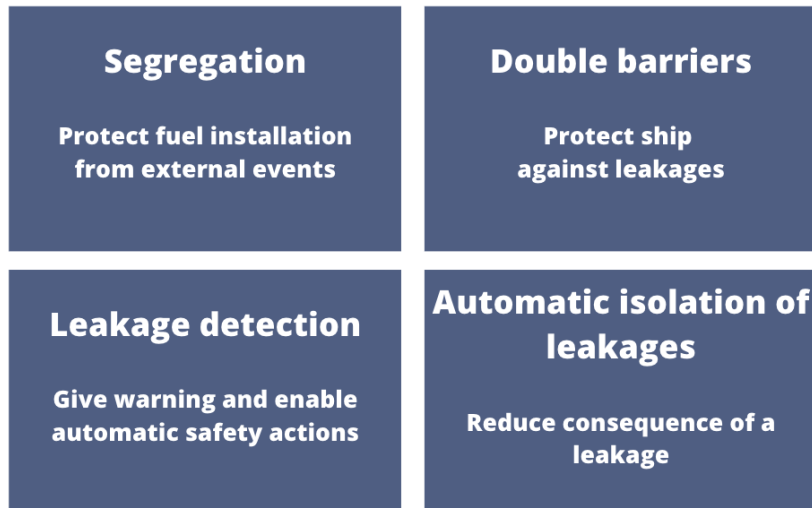 Segregation
Protect fuel installation
from external events
Double barriers
Protect ship
against leakages
Leakage detection
Give warning and enable
automatic safety actions
Automatic isolation of
leakages
Reduce consequence of a
leakage